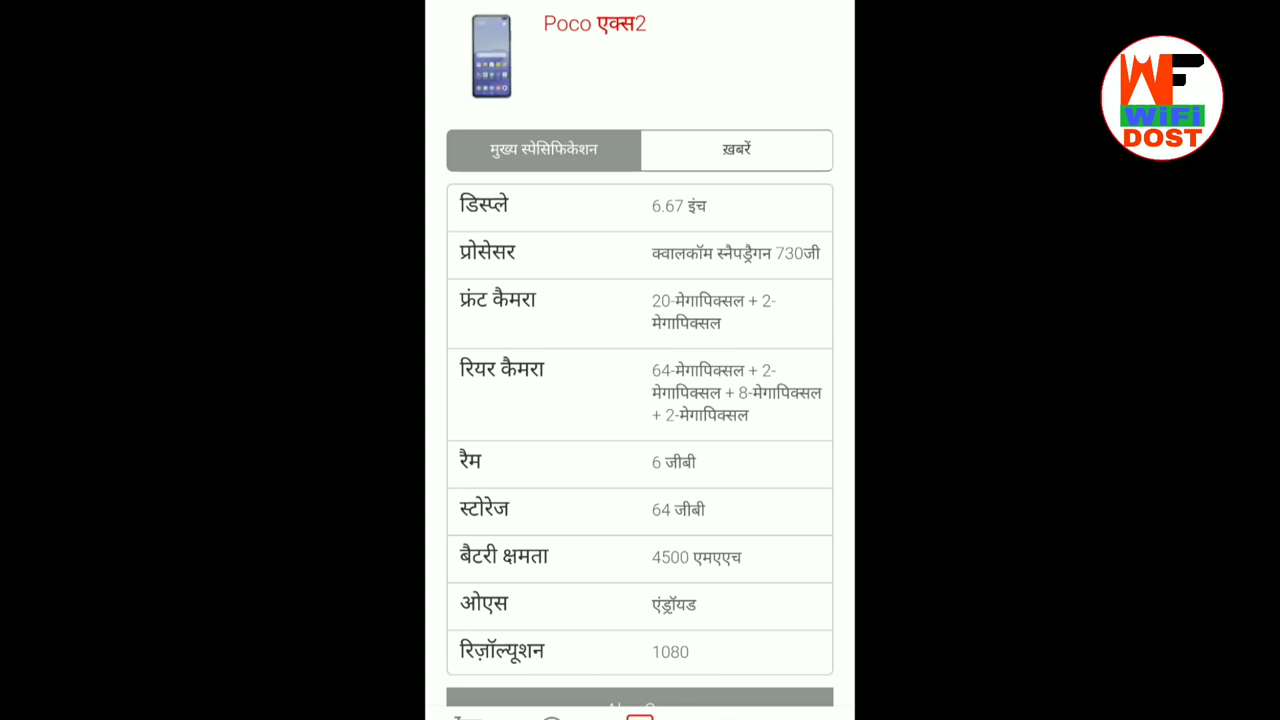 Poco एक्स2
WF
WiFi
DOST
मुख्य स्पेसिफिकेशन
ख़बरें
डिस्प्ले 6.67 इंच
प्रोसेसर क्वालकॉम स्नैपड्रैगन 730जी
फ्रंट कैमरा 20-मेगापिक्सल + 2-
मेगापिक्सल
रियर कैमरा 64-मेगापिक्सल + 2-
मेगापिक्सल + 8-मेगापिक्सल
+ 2-मेगापिक्सल
रैम 6 जीबी
स्टोरेज 64 जीबी
बैटरी क्षमता 4500 एमएएच
ओएस एंड्रॉयड
रिज़ॉल्यूशन 1080